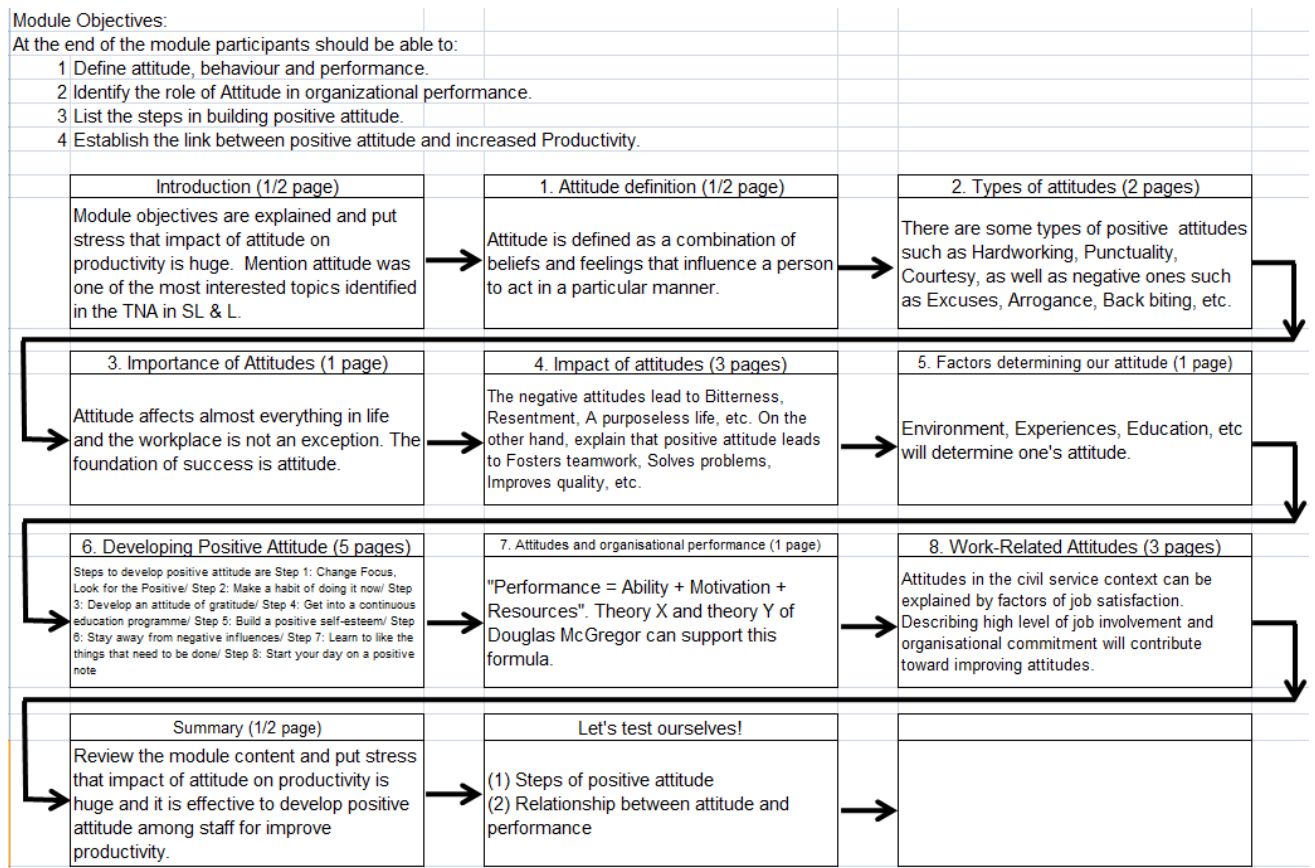 Module Objectives:
At the end of the module participants should be able to:
1 Define attitude, behaviour and performance.
2 Identify the role of Attitude in organizational performance.
3 List the steps in building positive attitude.
4 Establish the link between positive attitude and increased Productivity.
Introduction (1/2 page)
Module objectives are explained and put
stress that impact of attitude on
productivity is huge. Mention attitude was
one of the most interested topics identified
in the TNA in SL & L.
1. Attitude definition (1/2 page)
Attitude is defined as a combination of
beliefs and feelings that influence a person
to act in a particular manner.
2. Types of attitudes (2 pages)
There are some types of positive attitudes
such as Hardworking, Punctuality,
Courtesy, as well as negative ones such
as Excuses, Arrogance, Back biting, etc.
3. Importance of Attitudes (1 page)
Attitude affects almost everything in life
and the workplace is not an exception. The
foundation of success is attitude.
4. Impact of attitudes (3 pages)
The negative attitudes lead to Bitterness,
Resentment, A purposeless life, etc. On the
other hand, explain that positive attitude leads
to Fosters teamwork, Solves problems,
Improves quality, etc.
5. Factors determining our attitude (1 page)
Environment, Experiences, Education, etc
will determine one's attitude.
6. Developing Positive Attitude (5 pages)
Steps to develop positive attitude are Step 1: Change Focus,
Look for the Positive/ Step 2: Make a habit of doing it now/ Step
3: Develop an attitude of gratitude/ Step 4: Get into a continuous
education programme/ Step 5: Build a positive self-esteem/ Step
6: Stay away from negative influences/ Step 7: Learn to like the
things that need to be done/ Step 8: Start your day on a positive
note
7. Attitudes and organisational performance (1 page)
"Performance = Ability + Motivation +
Resources". Theory X and theory Y of
Douglas McGregor can support this
formula.
8. Work-Related Attitudes (3 pages)
Attitudes in the civil service context can be
explained by factors of job satisfaction.
Describing high level of job involvement and
organisational commitment will contribute
toward improving attitudes.
Summary (1/2 page)
Review the module content and put stress
that impact of attitude on productivity is
huge and it is effective to develop positive
attitude among staff for improve
productivity.
Let's test ourselves!
(1) Steps of positive attitude
(2) Relationship between attitude and
performance